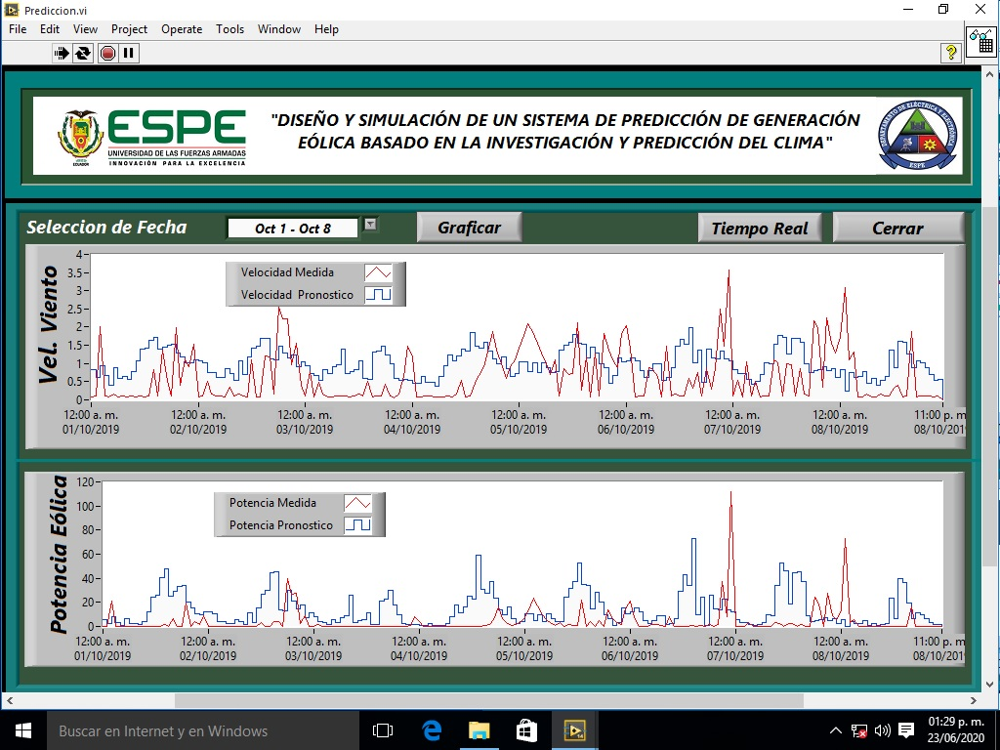 Prediccion.vi
File Edit View Project Operate Tools Window Help
ESPE
UNIVERSIDAD DE LAS FUERZAS ARMADAS
INNOVACIÓN PARA LA EXCELENCIA
ECUADOR
"DISEÑO Y SIMULACIÓN DE UN SISTEMA DE PREDICCIÓN DE GENERACIÓN
EÓLICA BASADO EN LA INVESTIGACIÓN Y PREDICCIÓN DEL CLIMA"
DEPARTAMENTO DE ELÉCTRICA Y ELECTRÓNICA
ESPE
Seleccion de Fecha
Oct 1 - Oct 8
Graficar
Tiempo Real
Cerrar
Vel. Viento
4
3.5
3
2.5
2
1.5
1
0.5
0
Velocidad Medida
Velocidad Pronostico
12:00 a. m. 12:00 a. m. 12:00 a. m. 12:00 a. m. 12:00 a. m. 12:00 a. m. 12:00 a. m. 12:00 a. m. 11:00 p. m
01/10/2019 02/10/2019 03/10/2019 04/10/2019 05/10/2019 06/10/2019 07/10/2019 08/10/2019 08/10/201
Potencia Eólica
120
100
80
60
40
20
0
Potencia Medida
Potencia Pronostico
12:00 a. m. 12:00 a. m. 12:00 a. m. 12:00 a. m. 12:00 a. m. 12:00 a. m. 12:00 a. m. 12:00 a. m. 11:00 p. m
01/10/2019 02/10/2019 03/10/2019 04/10/2019 05/10/2019 06/10/2019 07/10/2019 08/10/2019 08/10/201
Buscar en Internet y en Windows
01:29 p. m.
23/06/2020